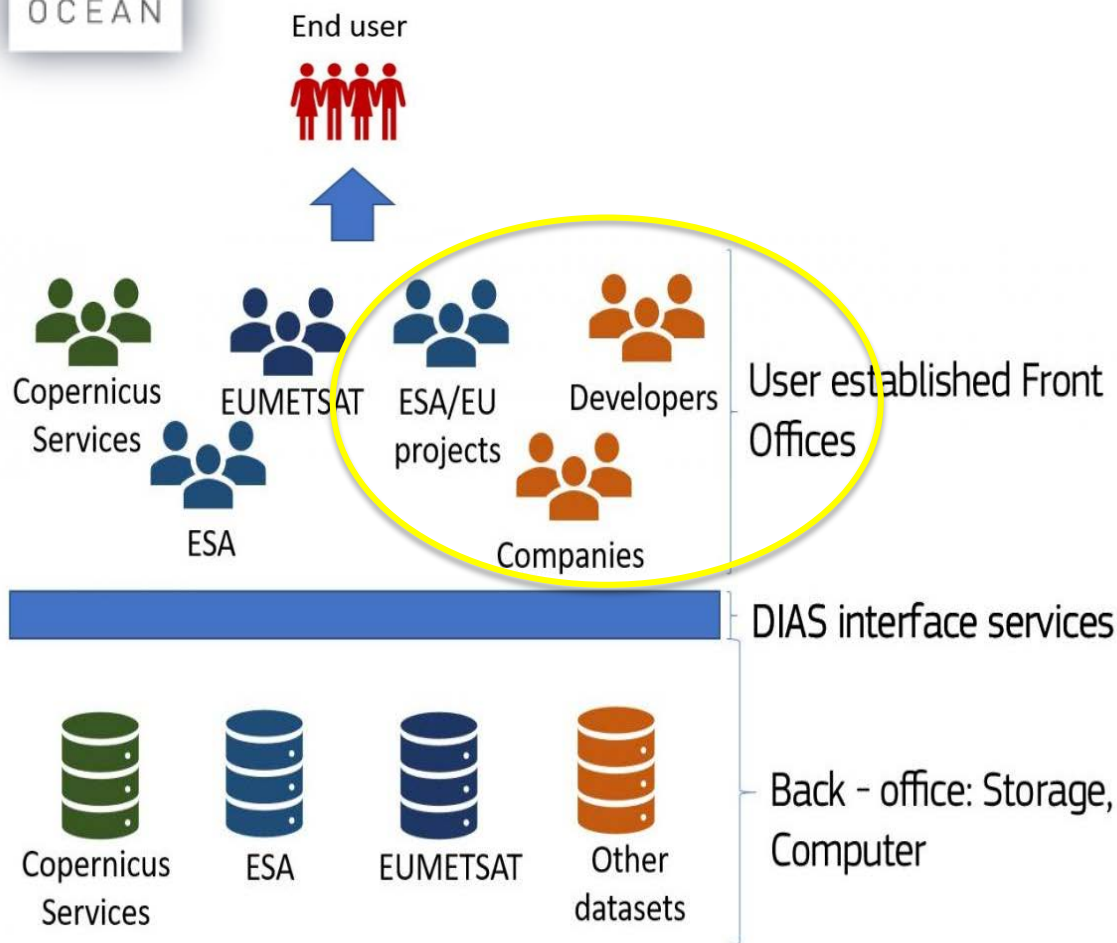 OCEAN
End user
Copernicus
Services
EUMETSAT
ESA/EU
projects
Developers
ESA
Companies
User established Front
Offices
DIAS interface services
Copernicus
Services
ESA
EUMETSAT
Other
datasets
Back - office: Storage,
Computer